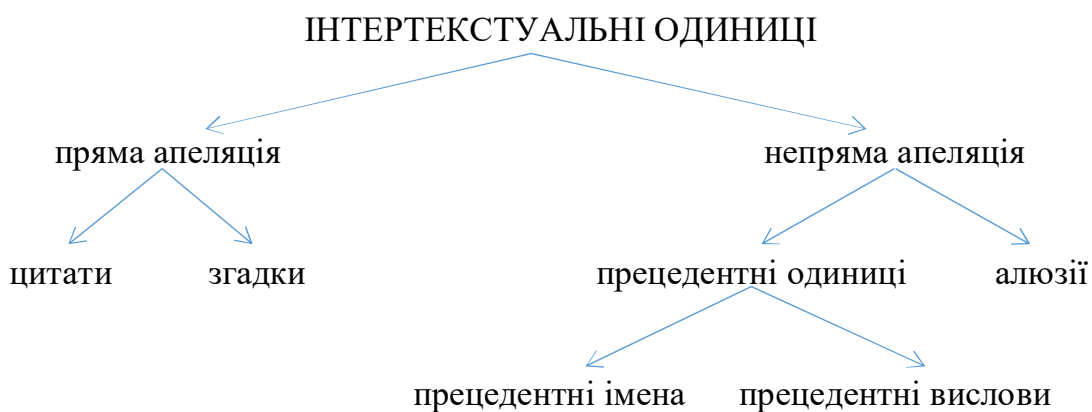 ІНТЕРТЕКСТУАЛЬНІ ОДИНИЦІ
пряма апеляція непряма апеляція
цитати згадки прецедентні одиниці алюзії
прецедентні імена прецедентні вислови